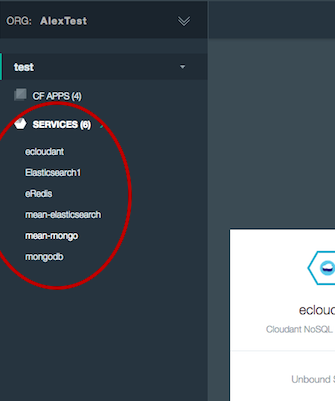 ORG: AlexTest
test
CF APPS (4)
SERVICES (6)
ecloudant
Elasticsearch1
eRedis
mean-elasticsearch
mean-mongo
mongodb
Cloudant NoSQL
Unbound